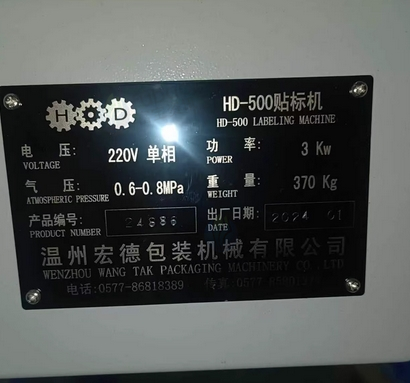 HOD
HD-500贴标机
HD-500 LABELING MACHINE
电 压: 220V 单相 功 率: 3 Kw
VOLTAGE POWER
气 压: 0.6-0.8MPa 重 量: 370 Kg
ATMOSPHERIC PRESSURE WEIGHT
产品编号: 出厂日期: 2024 01
PRODUCT NUMBER DATE
温州宏德包装机械有限公司
WENZHOU WANG TAK PACKAGING MACHINERY CO. LTD
电话:0577-86818389 传真:0577